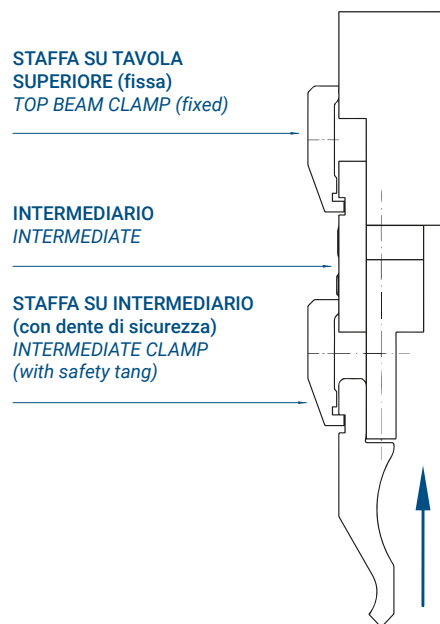 STAFFA SU TAVOLA
SUPERIORE (fissa)
TOP BEAM CLAMP (fixed)
INTERMEDIARIO
INTERMEDIATE
STAFFA SU INTERMEDIARIO
(con dente di sicurezza)
INTERMEDIATE CLAMP
(with safety tang)